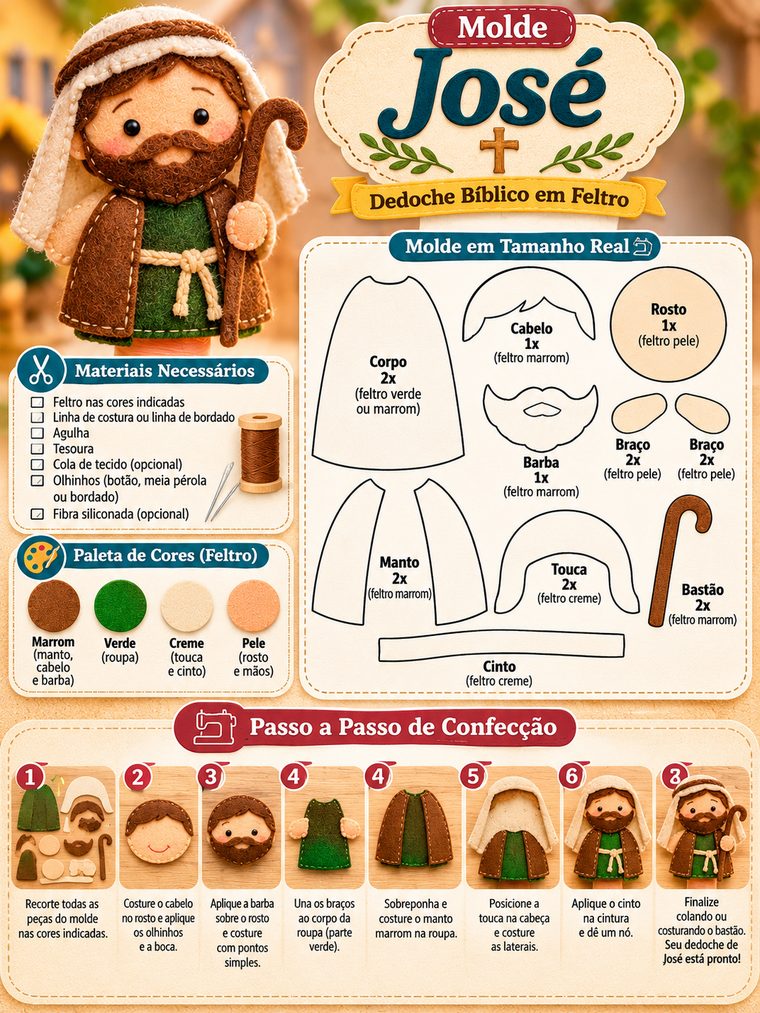 Molde
José
Dedoche Bíblico em Feltro
Molde em Tamanho Real
Corpo
2x
(feltro verde
ou marrom)
Cabelo
1x
(feltro marrom)
Rosto
1x
(feltro pele)
Barba
1x
(feltro marrom)
Braço
2x
(feltro pele)
Braço
2x
(feltro pele)
Manto
2x
(feltro marrom)
Touca
2x
(feltro creme)
Bastão
2x
(feltro marrom)
Cinto
(feltro creme)
Materiais Necessários
Feltro nas cores indicadas
Linha de costura ou linha de bordado
Agulha
Tesoura
Cola de tecido (opcional)
Olhinhos (botão, meia pérola
ou bordado)
Fibra siliconada (opcional)
Paleta de Cores (Feltro)
Marrom
(manto,
cabelo
e barba)
Verde
(roupa)
Creme
(touca
e cinto)
Pele
(rosto
e mãos)
Passo a Passo de Confecção
1
Recorte todas as
peças do molde
nas cores indicadas.
2
Costure o cabelo
no rosto e aplique
os olhinhos
e a boca.
3
Aplique a barba
sobre o rosto
e costure
com pontos
simples.
4
Una os braços
ao corpo da
roupa (parte
verde).
4
Sobreponha e
costure o manto
marrom na roupa.
5
Posicione a
touca na cabeça
e costure
as laterais.
6
Aplique o cinto
na cintura
e dê um nó.
8
Finalize
colando ou
costurando o bastão.
Seu dedoche de
José está pronto!